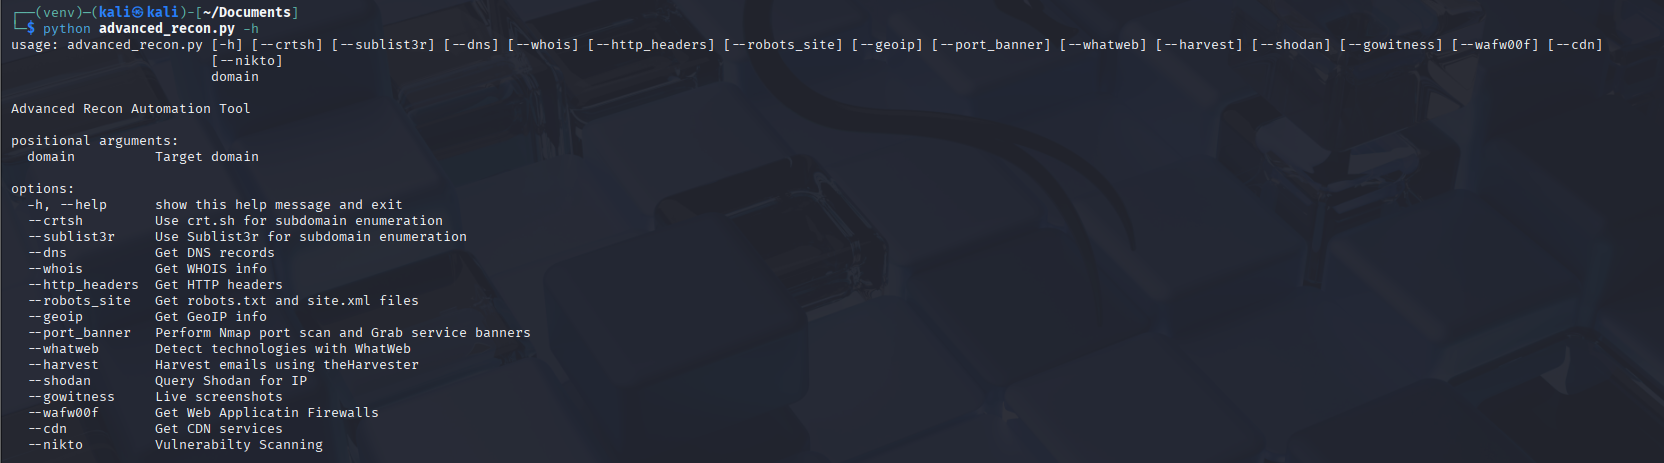 ┌──(venv)─(kali㉿kali)-[~/Documents]
└─$ python advanced_recon.py -h
usage: advanced_recon.py [-h] [--crtsh] [--sublist3r] [--dns] [--whois] [--http_headers] [--robots_site] [--geoip] [--port_banner] [--whatweb] [--harvest] [--shodan] [--gowitness] [--wafw00f] [--cdn]
                         [--nikto]
                         domain

Advanced Recon Automation Tool

positional arguments:
  domain          Target domain

options:
  -h, --help      show this help message and exit
  --crtsh         Use crt.sh for subdomain enumeration
  --sublist3r     Use Sublist3r for subdomain enumeration
  --dns           Get DNS records
  --whois         Get WHOIS info
  --http_headers  Get HTTP headers
  --robots_site   Get robots.txt and site.xml files
  --geoip         Get GeoIP info
  --port_banner   Perform Nmap port scan and Grab service banners
  --whatweb       Detect technologies with WhatWeb
  --harvest       Harvest emails using theHarvester
  --shodan        Query Shodan for IP
  --gowitness     Live screenshots
  --wafw00f       Get Web Applicatin Firewalls
  --cdn           Get CDN services
  --nikto         Vulnerabilty Scanning